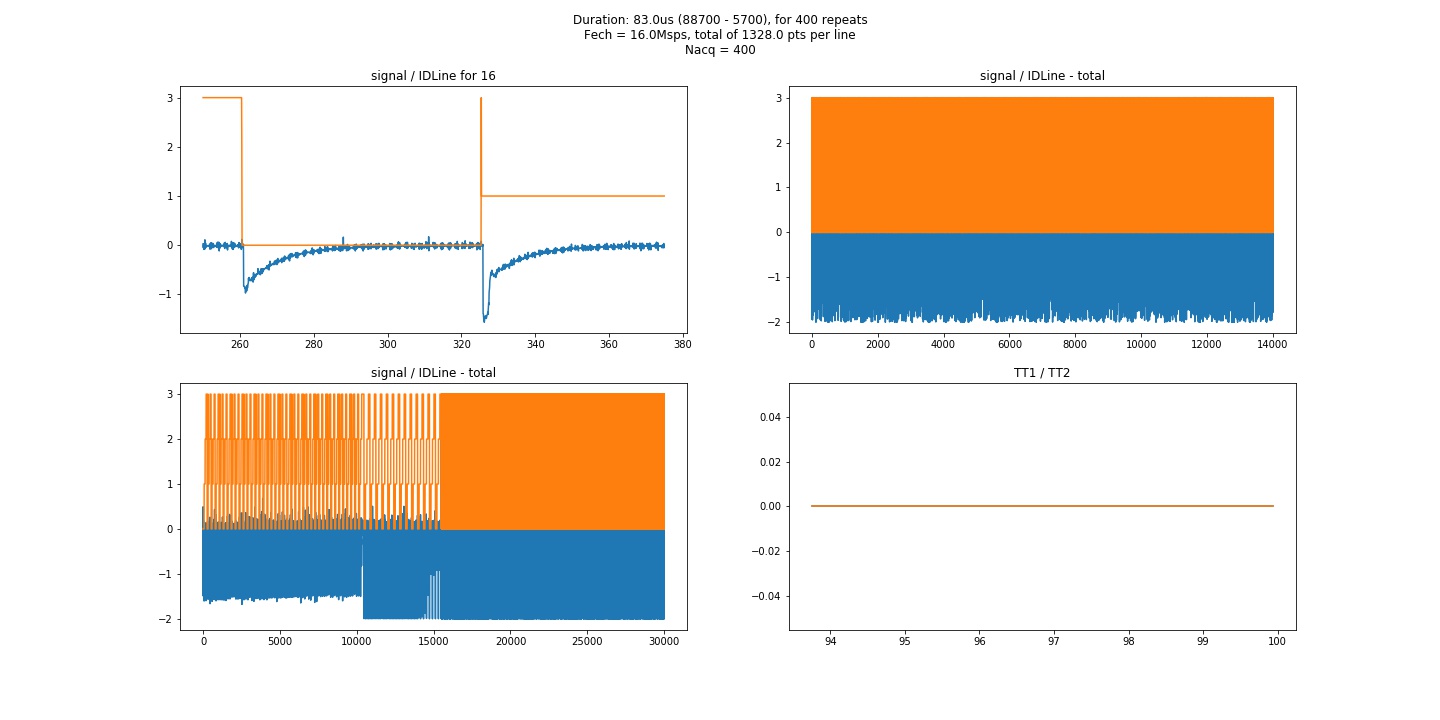 Duration: 83.0us (88700 - 5700), for 400 repeats
Fech = 16.0Msps, total of 1328.0 pts per line
Nacq = 400
signal / IDLine for 16
3
2
1
0
−1
260 280 300 320 340 360 380
signal / IDLine - total
3
2
1
0
−1
−2
0 2000 4000 6000 8000 10000 12000 14000
signal / IDLine - total
3
2
1
0
−1
−2
0 5000 10000 15000 20000 25000 30000
TT1 / TT2
0.04
0.02
0.00
−0.02
−0.04
94 95 96 97 98 99 100